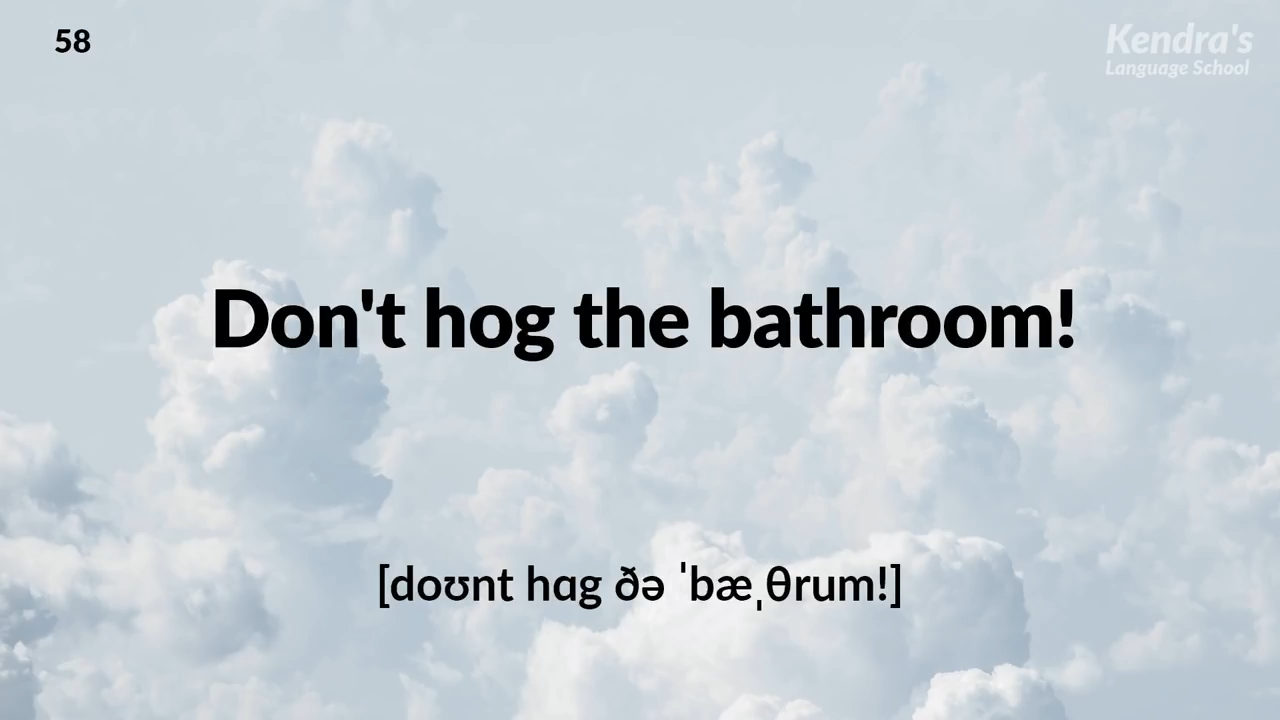 58
Kendra's
Language School
Don't hog the bathroom!
[doʊnt hɑg ðə ˈbæˌθrum!]